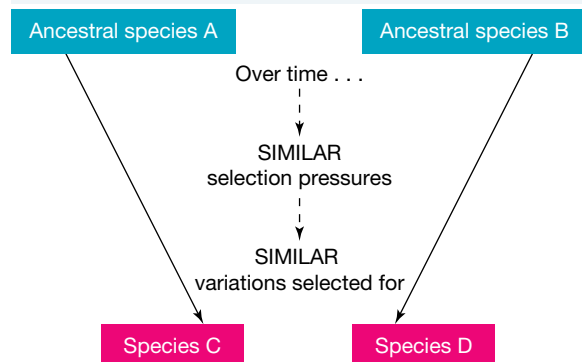 Ancestral species A
Ancestral species B
Over time . . .
SIMILAR
selection pressures
SIMILAR
variations selected for
Species C
Species D